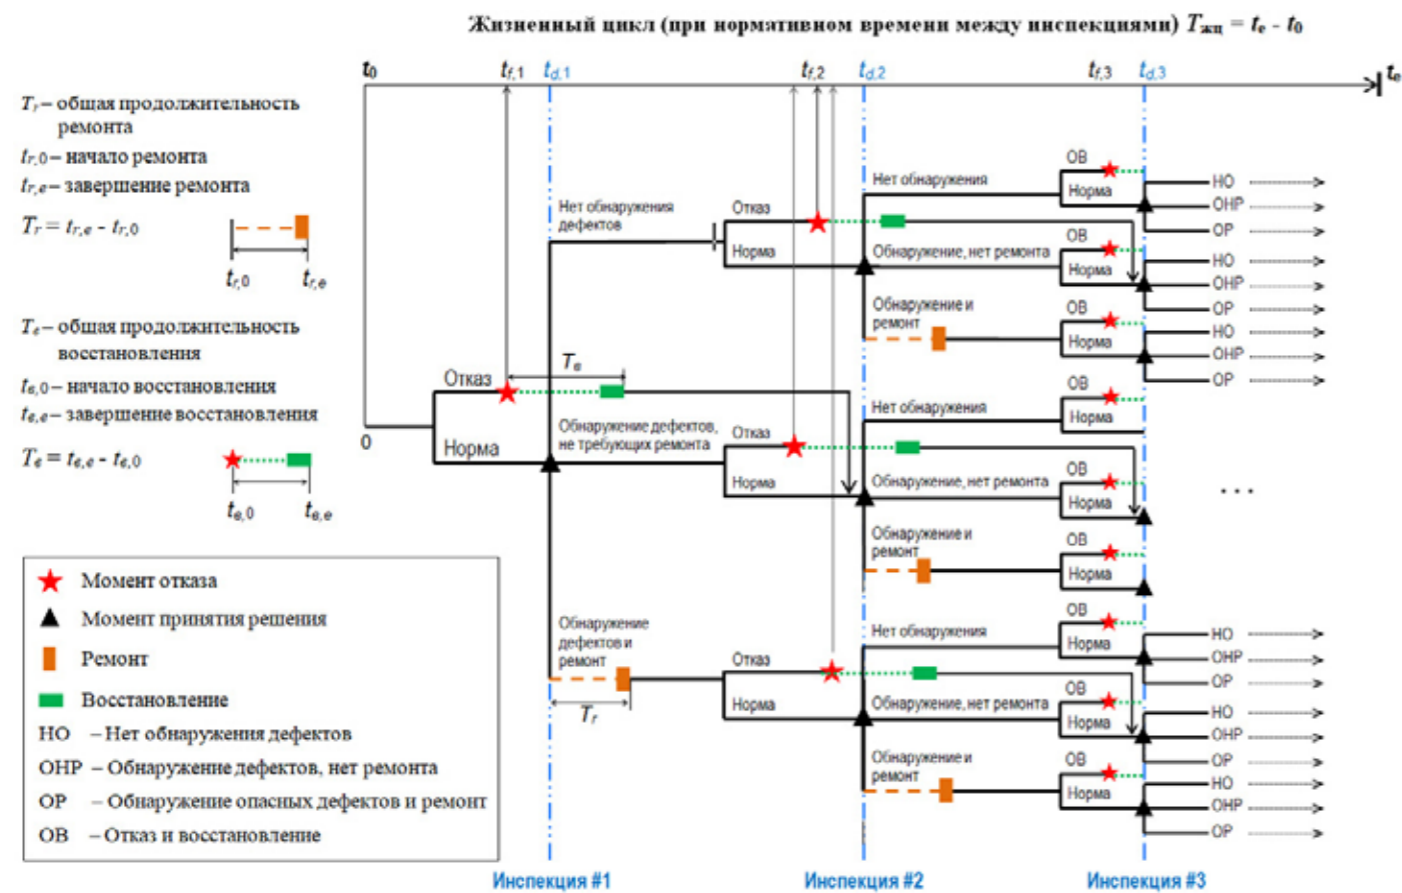 Жизненный цикл (при нормативном времени между инспекциями) Tжц = te - t0
t0 tf,1 td,1 tf,2 td,2 tf,3 td,3 te
Tr – общая продолжительность
ремонта
tr,0 – начало ремонта
tr,e – завершение ремонта
Tr = tr,e - tr,0
tr,0 tr,e
Tв – общая продолжительность
восстановления
tв,0 – начало восстановления
tв,e – завершение восстановления
Tв = tв,e - tв,0
tв,0 tв,e
Момент отказа
Момент принятия решения
Ремонт
Восстановление
НО – Нет обнаружения дефектов
ОНР – Обнаружение дефектов, нет ремонта
ОР – Обнаружение опасных дефектов и ремонт
ОВ – Отказ и восстановление
0
Отказ
Норма
Tв
Нет обнаружения
дефектов
Обнаружение дефектов,
не требующих ремонта
Обнаружение
дефектов и
ремонт
Tr
Отказ
Норма
Отказ
Норма
Отказ
Норма
Нет обнаружения
Обнаружение, нет ремонта
Обнаружение и
ремонт
Нет обнаружения
Обнаружение, нет ремонта
Обнаружение и
ремонт
Нет обнаружения
Обнаружение, нет ремонта
Обнаружение и
ремонт
ОВ
Норма
ОВ
Норма
ОВ
Норма
ОВ
Норма
ОВ
Норма
ОВ
Норма
ОВ
Норма
ОВ
Норма
ОВ
Норма
НО
ОНР
ОР
НО
ОНР
ОР
НО
ОНР
ОР
...
НО
ОНР
ОР
НО
ОНР
ОР
НО
ОНР
ОР
Инспекция #1
Инспекция #2
Инспекция #3